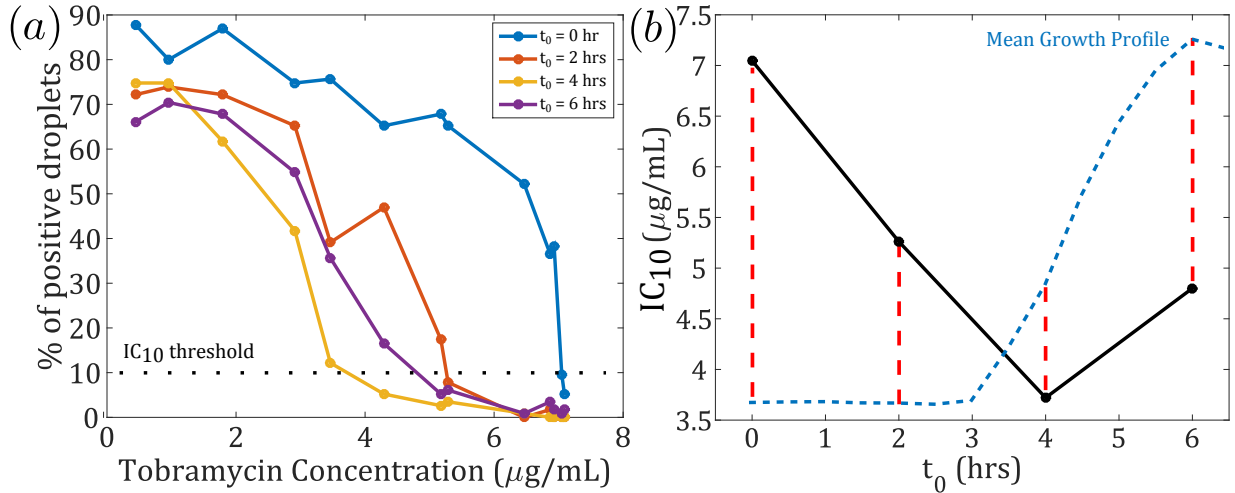 (a)
90
80
70
60
50
40
30
20
10
0
% of positive droplets
t0 = 0 hr
t0 = 2 hrs
t0 = 4 hrs
t0 = 6 hrs
IC10 threshold
0 2 4 6 8
Tobramycin Concentration (μg/mL)
(b)
7.5
7
6.5
6
5.5
5
4.5
4
3.5
IC10 (μg/mL)
Mean Growth Profile
0 1 2 3 4 5 6
t0 (hrs)